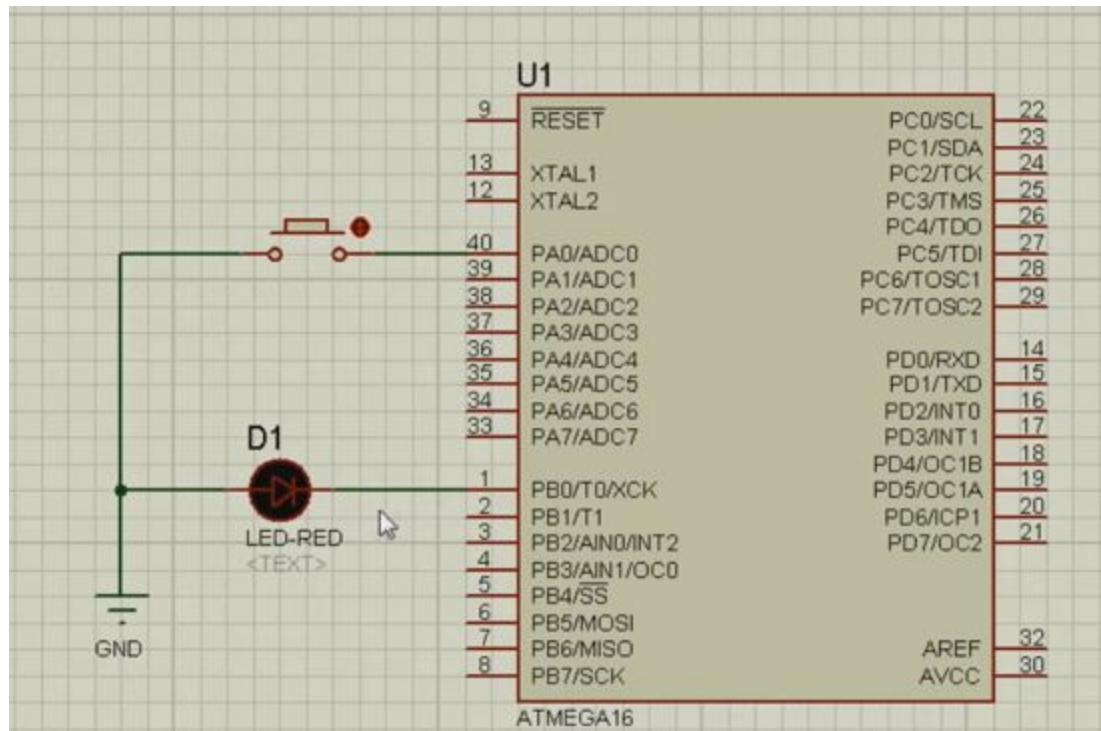 U1
9 RESET PC0/SCL 22
PC1/SDA 23
13 XTAL1 PC2/TCK 24
12 XTAL2 PC3/TMS 25
PC4/TDO 26
40 PA0/ADC0 PC5/TDI 27
39 PA1/ADC1 PC6/TOSC1 28
38 PA2/ADC2 PC7/TOSC2 29
37 PA3/ADC3
36 PA4/ADC4 PD0/RXD 14
35 PA5/ADC5 PD1/TXD 15
34 PA6/ADC6 PD2/INT0 16
33 PA7/ADC7 PD3/INT1 17
D1
PD4/OC1B 18
1 PB0/T0/XCK PD5/OC1A 19
2 PB1/T1 PD6/ICP1 20
LED-RED
3 PB2/AIN0/INT2 PD7/OC2 21
<TEXT>
4 PB3/AIN1/OC0
5 PB4/SS
6 PB5/MOSI
GND
7 PB6/MISO AREF 32
8 PB7/SCK AVCC 30
ATMEGA16